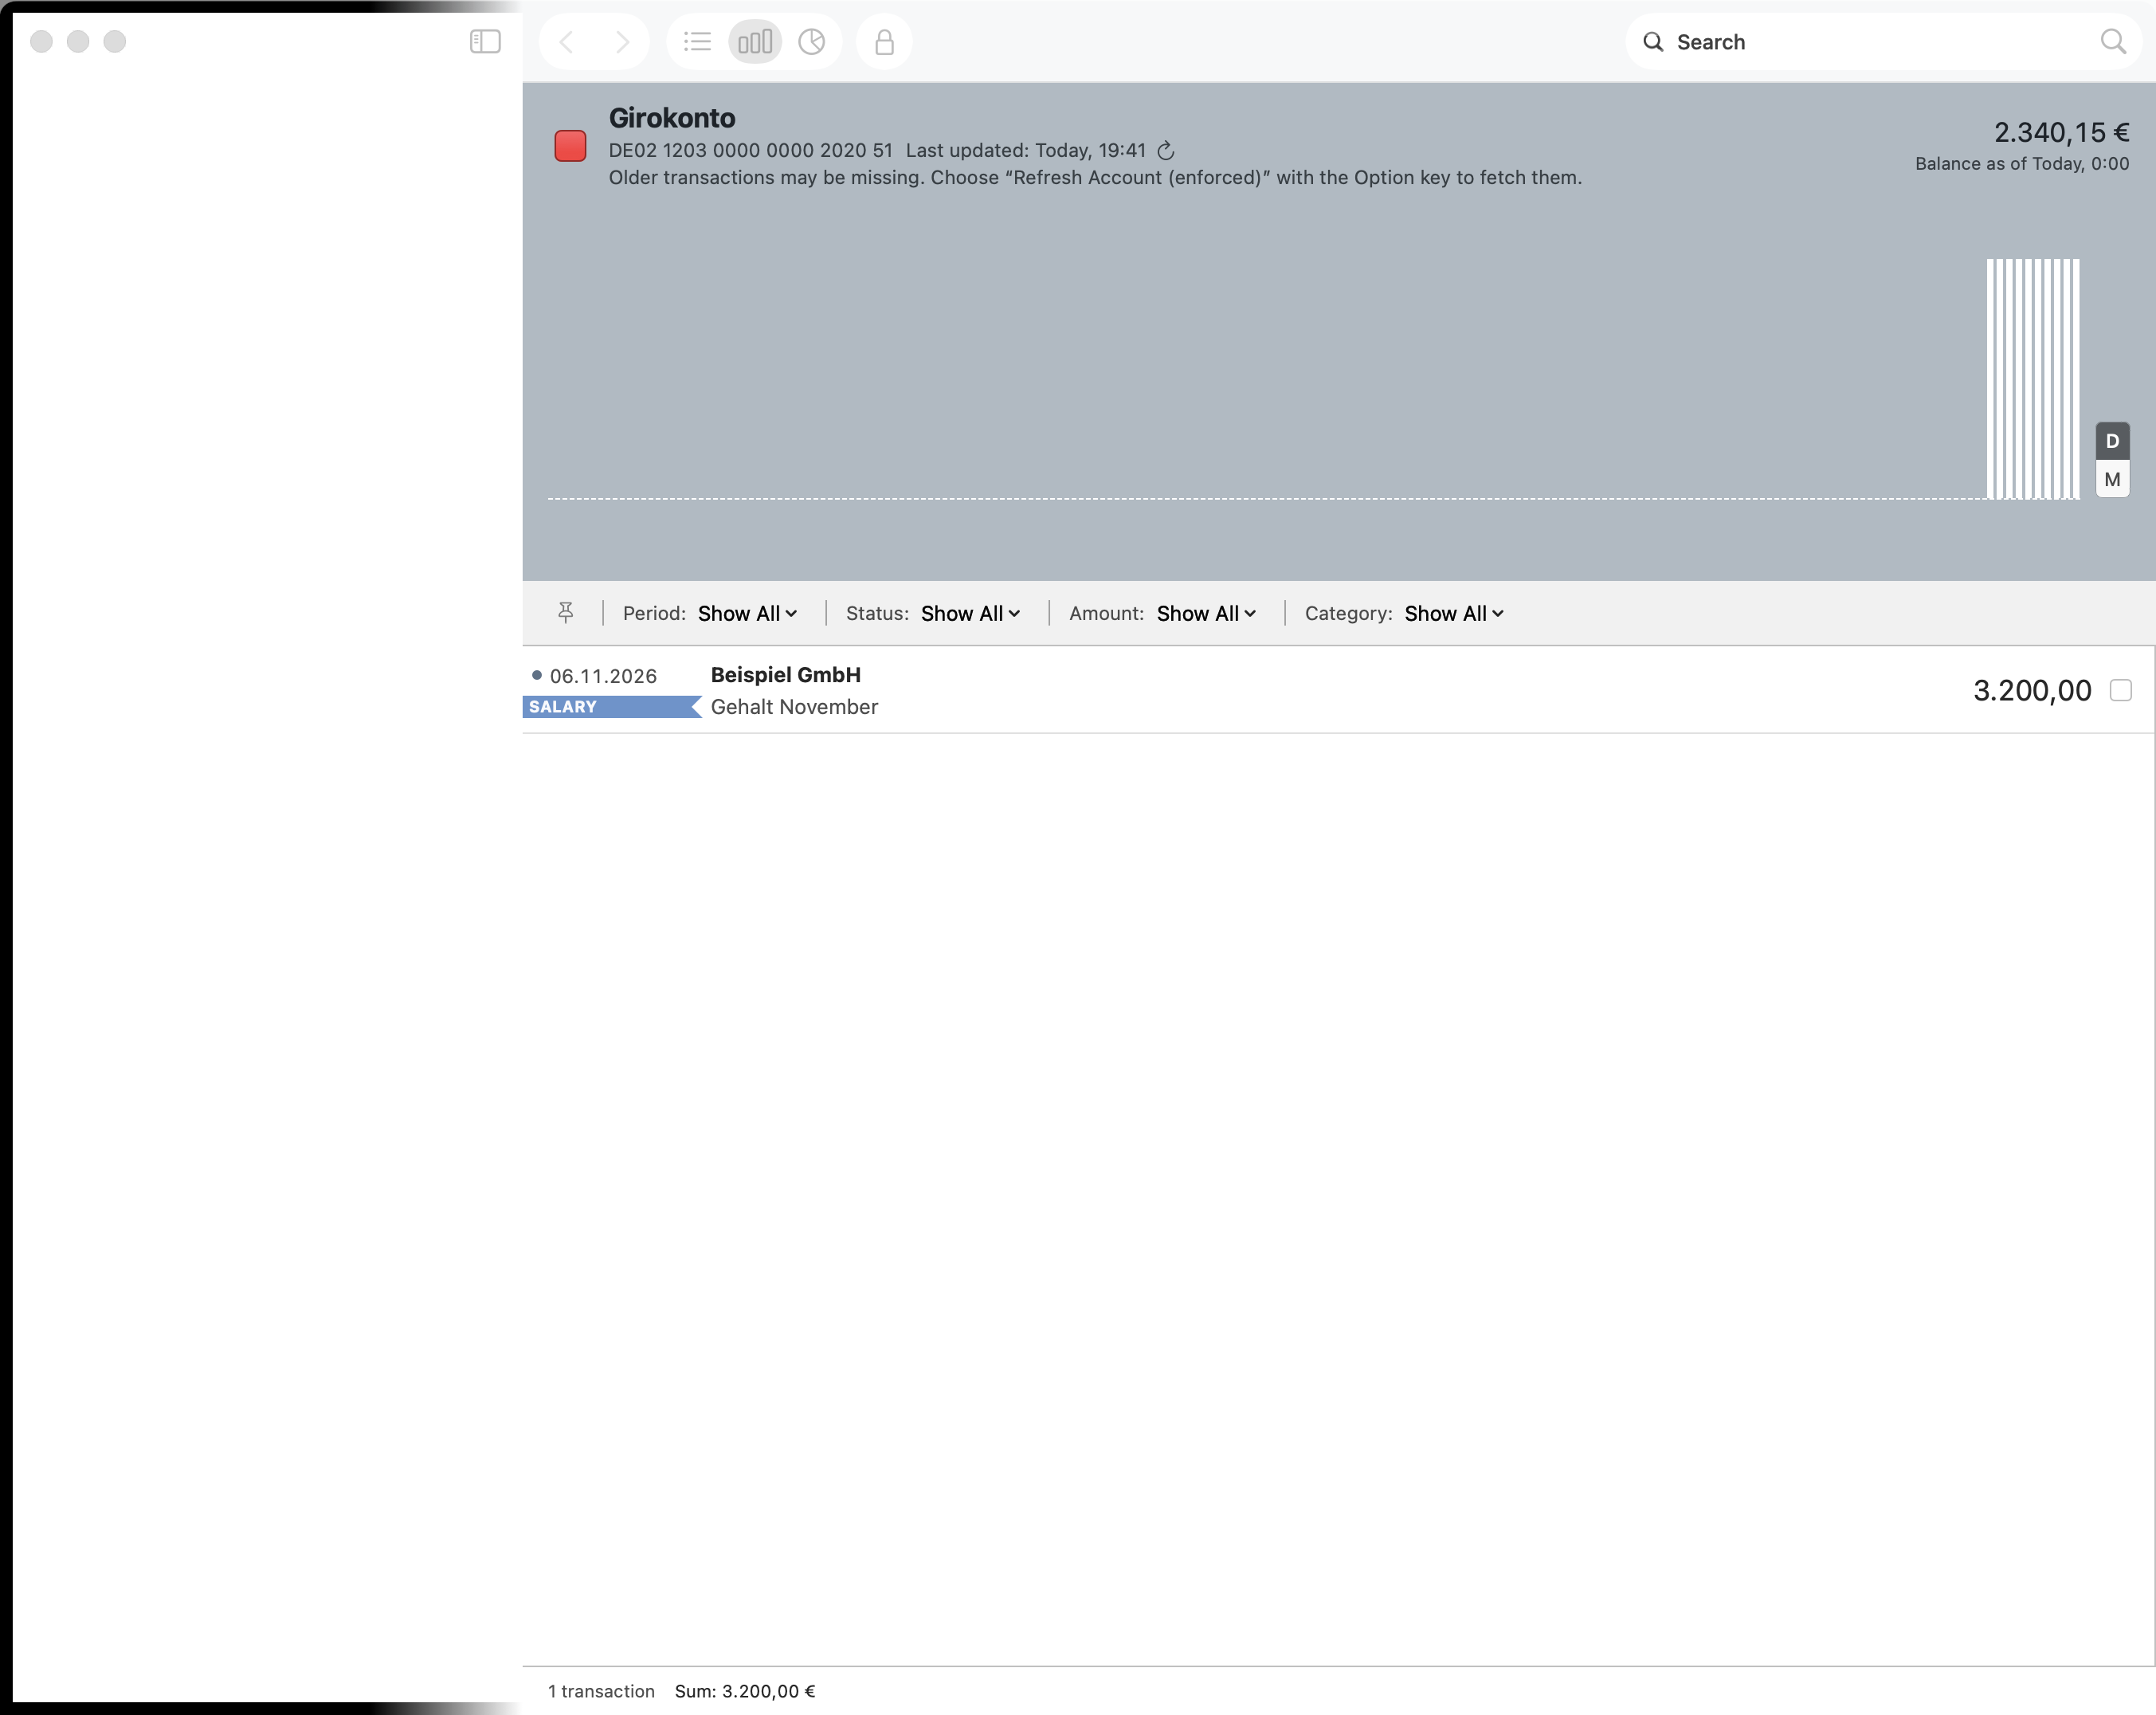 Search
Girokonto
2.340,15 €
DE02 1203 0000 0000 2020 51 Last updated: Today, 19:41
Balance as of Today, 0:00
Older transactions may be missing. Choose “Refresh Account (enforced)” with the Option key to fetch them.
D
M
Period: Show All Status: Show All Amount: Show All Category: Show All
06.11.2026 Beispiel GmbH
3.200,00
SALARY Gehalt November
1 transaction Sum: 3.200,00 €